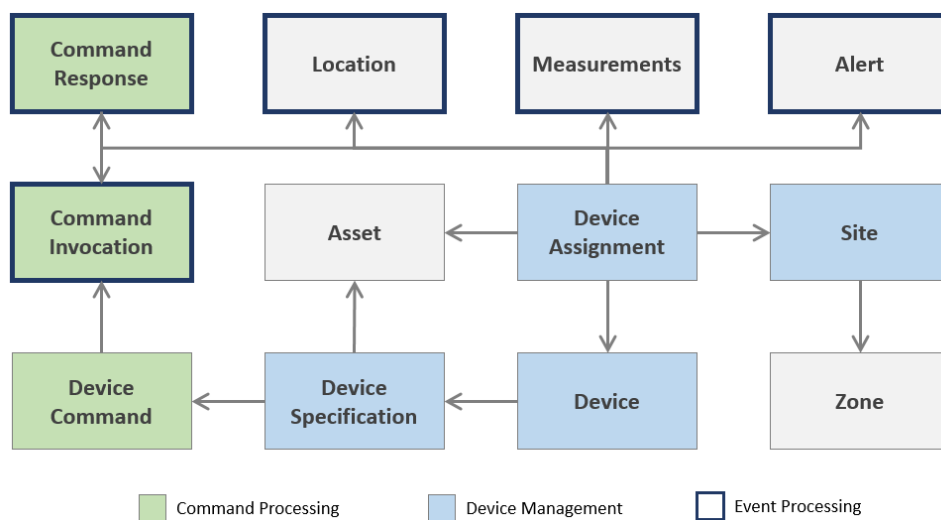 Command
Response
Location
Measurements
Alert
Command
Invocation
Asset
Device
Assignment
Site
Device
Command
Device
Specification
Device
Zone
Command Processing
Device Management
Event Processing